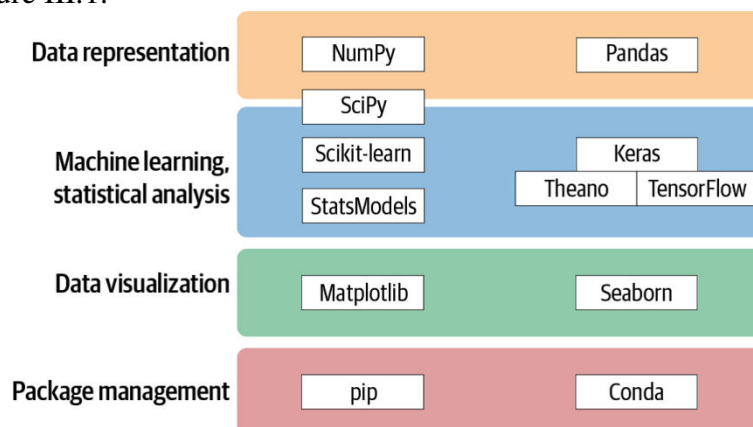 Data representation
NumPy
Pandas
SciPy
Machine learning,
statistical analysis
Scikit-learn
Keras
Theano
TensorFlow
StatsModels
Data visualization
Matplotlib
Seaborn
Package management
pip
Conda